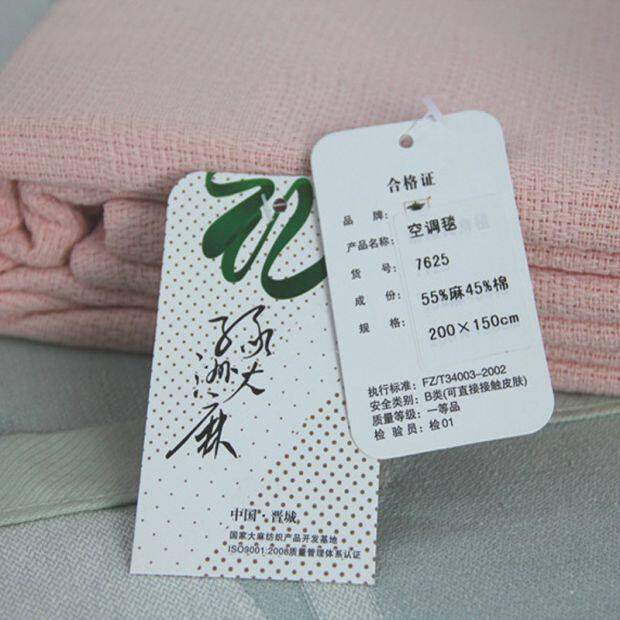 合格证
品 牌:
产品名称: 空调毯
货 号: 7625
成 份: 55%麻45%棉
规 格: 200×150cm
执行标准: FZ/T34003-2002
安全类别: B类(可直接接触皮肤)
质量等级: 一等品
检 验 员: 检01
中国·晋城
国家大麻纺织产品开发基地
ISO9001:2008质量管理体系认证